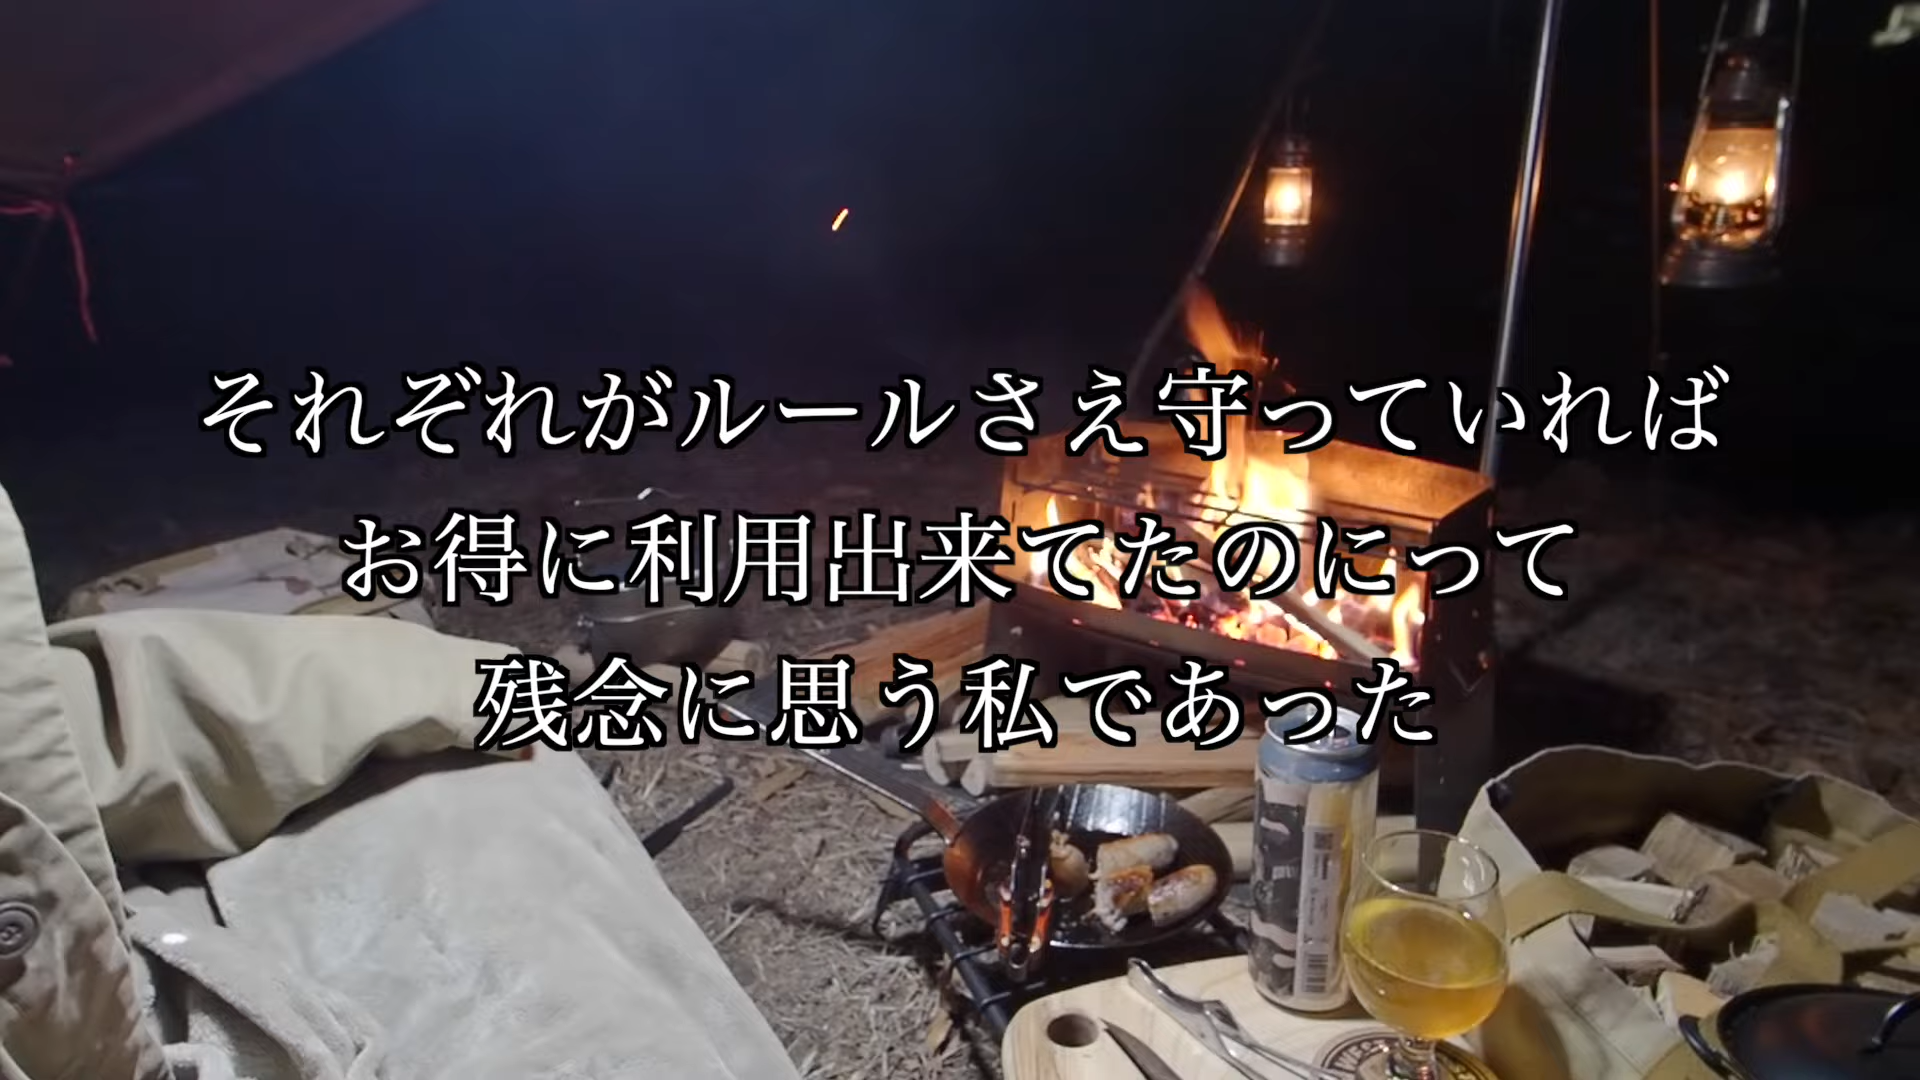 それぞれがルールさえ守っていれば
お得に利用出来てたのにって
残念に思う私であった